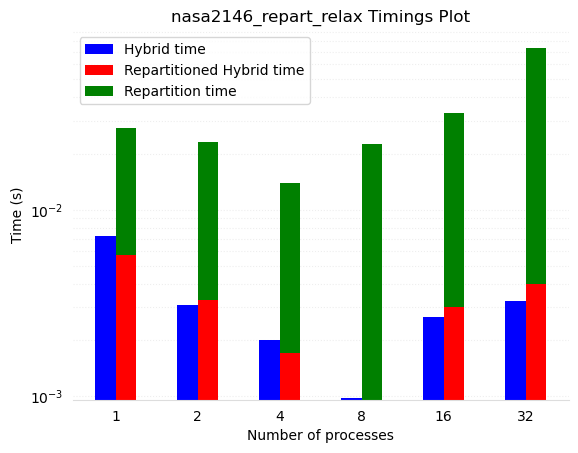 nasa2146_repart_relax Timings Plot
Hybrid time
Repartitioned Hybrid time
Repartition time
Time (s)
10⁻²
10⁻³
1 2 4 8 16 32
Number of processes